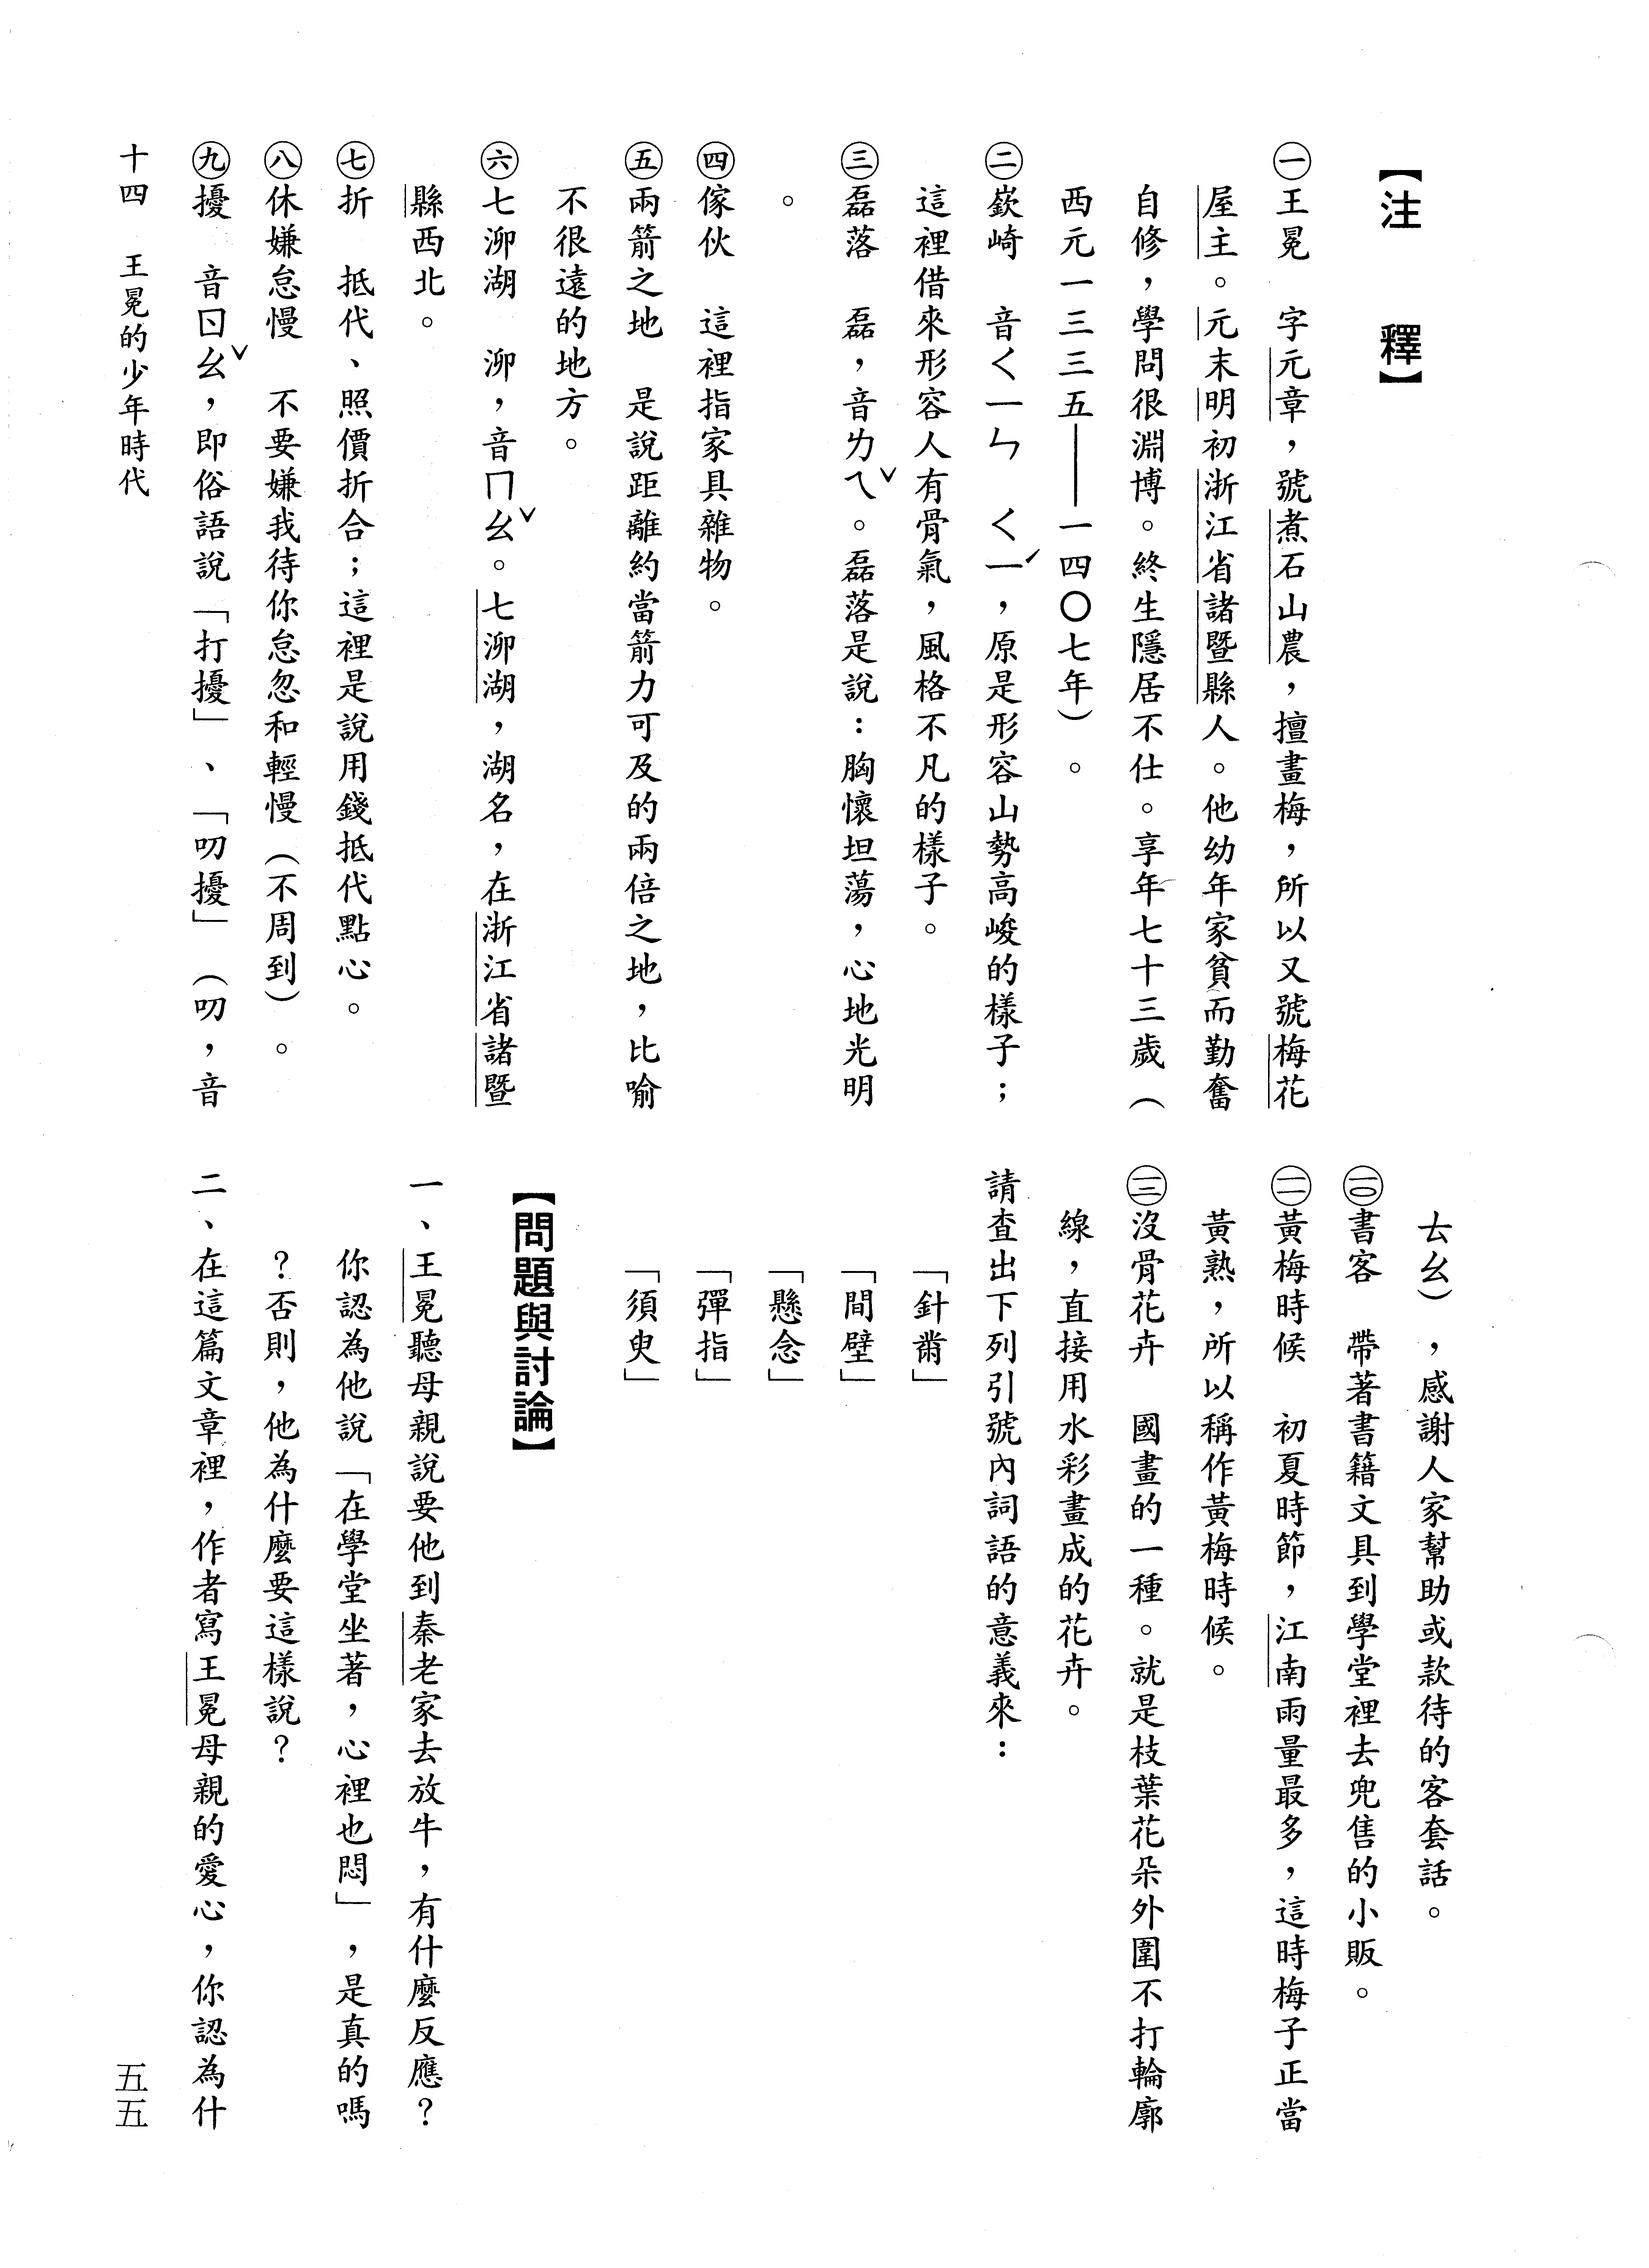 【注　釋】
㊀王冕　字元章，號煮石山農，擅畫梅，所以又號梅花
屋主。元末明初浙江省諸暨縣人。他幼年家貧而勤奮
自修，學問很淵博。終生隱居不仕。享年七十三歲（
西元一三三五——一四〇七年）。
㊁嶔崎　音ㄑㄧㄣ　ㄑㄧˊ，原是形容山勢高峻的樣子；
這裡借來形容人有骨氣，風格不凡的樣子。
㊂磊落　磊，音ㄌㄟˇ。磊落是說：胸懷坦蕩，心地光明
。
㊃傢伙　這裡指家具雜物。
㊄兩箭之地　是說距離約當箭力可及的兩倍之地，比喻
不很遠的地方。
㊅七泖湖　泖，音ㄇㄠˇ。七泖湖，湖名，在浙江省諸暨
縣西北。
㊆折　抵代、照價折合；這裡是說用錢抵代點心。
㊇休嫌怠慢　不要嫌我待你怠忽和輕慢（不周到）。
㊈擾　音ㄖㄠˇ，即俗語說「打擾」、「叨擾」（叨，音
ㄊㄠ），感謝人家幫助或款待的客套話。
㊉書客　帶著書籍文具到學堂裡去兜售的小販。
(一一)黃梅時候　初夏時節，江南雨量最多，這時梅子正當
黃熟，所以稱作黃梅時候。
(一二)沒骨花卉　國畫的一種。就是枝葉花朵外圍不打輪廓
線，直接用水彩畫成的花卉。
請查出下列引號內詞語的意義來：
「針黹」
「間壁」
「懸念」
「彈指」
「須臾」
【問題與討論】
一、王冕聽母親說要他到秦老家去放牛，有什麼反應？
你認為他說「在學堂坐著，心裡也悶」，是真的嗎
？否則，他為什麼要這樣說？
二、在這篇文章裡，作者寫王冕母親的愛心，你認為什
十四　王冕的少年時代
五五